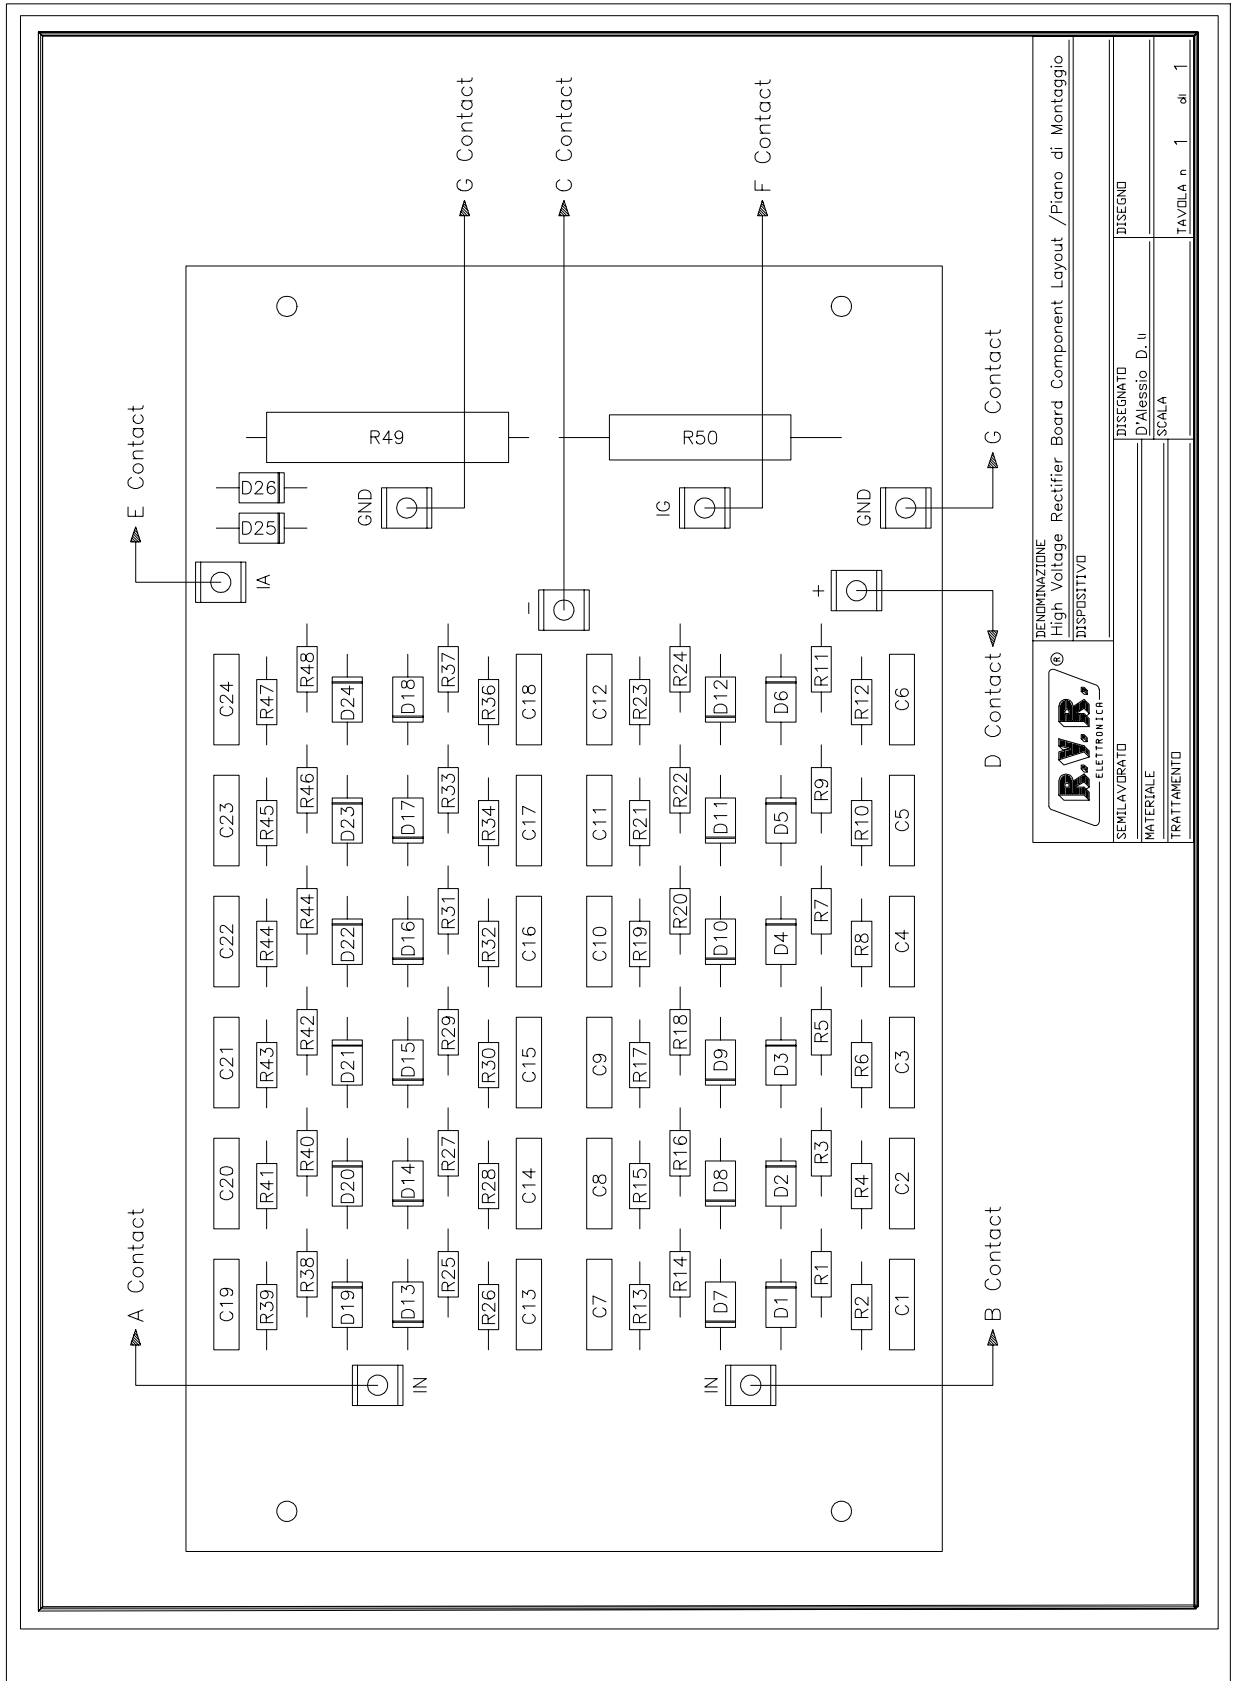 E Contact
G Contact
C Contact
F Contact
G Contact
D Contact
A Contact
B Contact
R49
R50
D26
D25
GND
IG
GND
IA
-
+
C24
R47
R48
D24
D18
R37
R36
C18
C12
R23
R24
D12
D6
R11
R12
C6
C23
R45
R46
D23
D17
R33
R34
C17
C11
R21
R22
D11
D5
R9
R10
C5
C22
R44
R44
D22
D16
R31
R32
C16
C10
R19
R20
D10
D4
R7
R8
C4
C21
R43
R42
D21
D15
R29
R30
C15
C9
R17
R18
D9
D3
R5
R6
C3
C20
R41
R40
D20
D14
R27
R28
C14
C8
R15
R16
D8
D2
R3
R4
C2
C19
R39
R38
D19
D13
R25
R26
C13
C7
R13
R14
D7
D1
R1
R2
C1
IN
IN
R.V.R.®
ELETTRONICA
DENOMINAZIONE
High Voltage Rectifier Board Component Layout /Piano di Montaggio
DISPOSITIVO
SEMILAVORATO
MATERIALE
TRATTAMENTO
DISEGNATO
D'Alessio D.
SCALA
DISEGNO
TAVOLA n 1 di 1